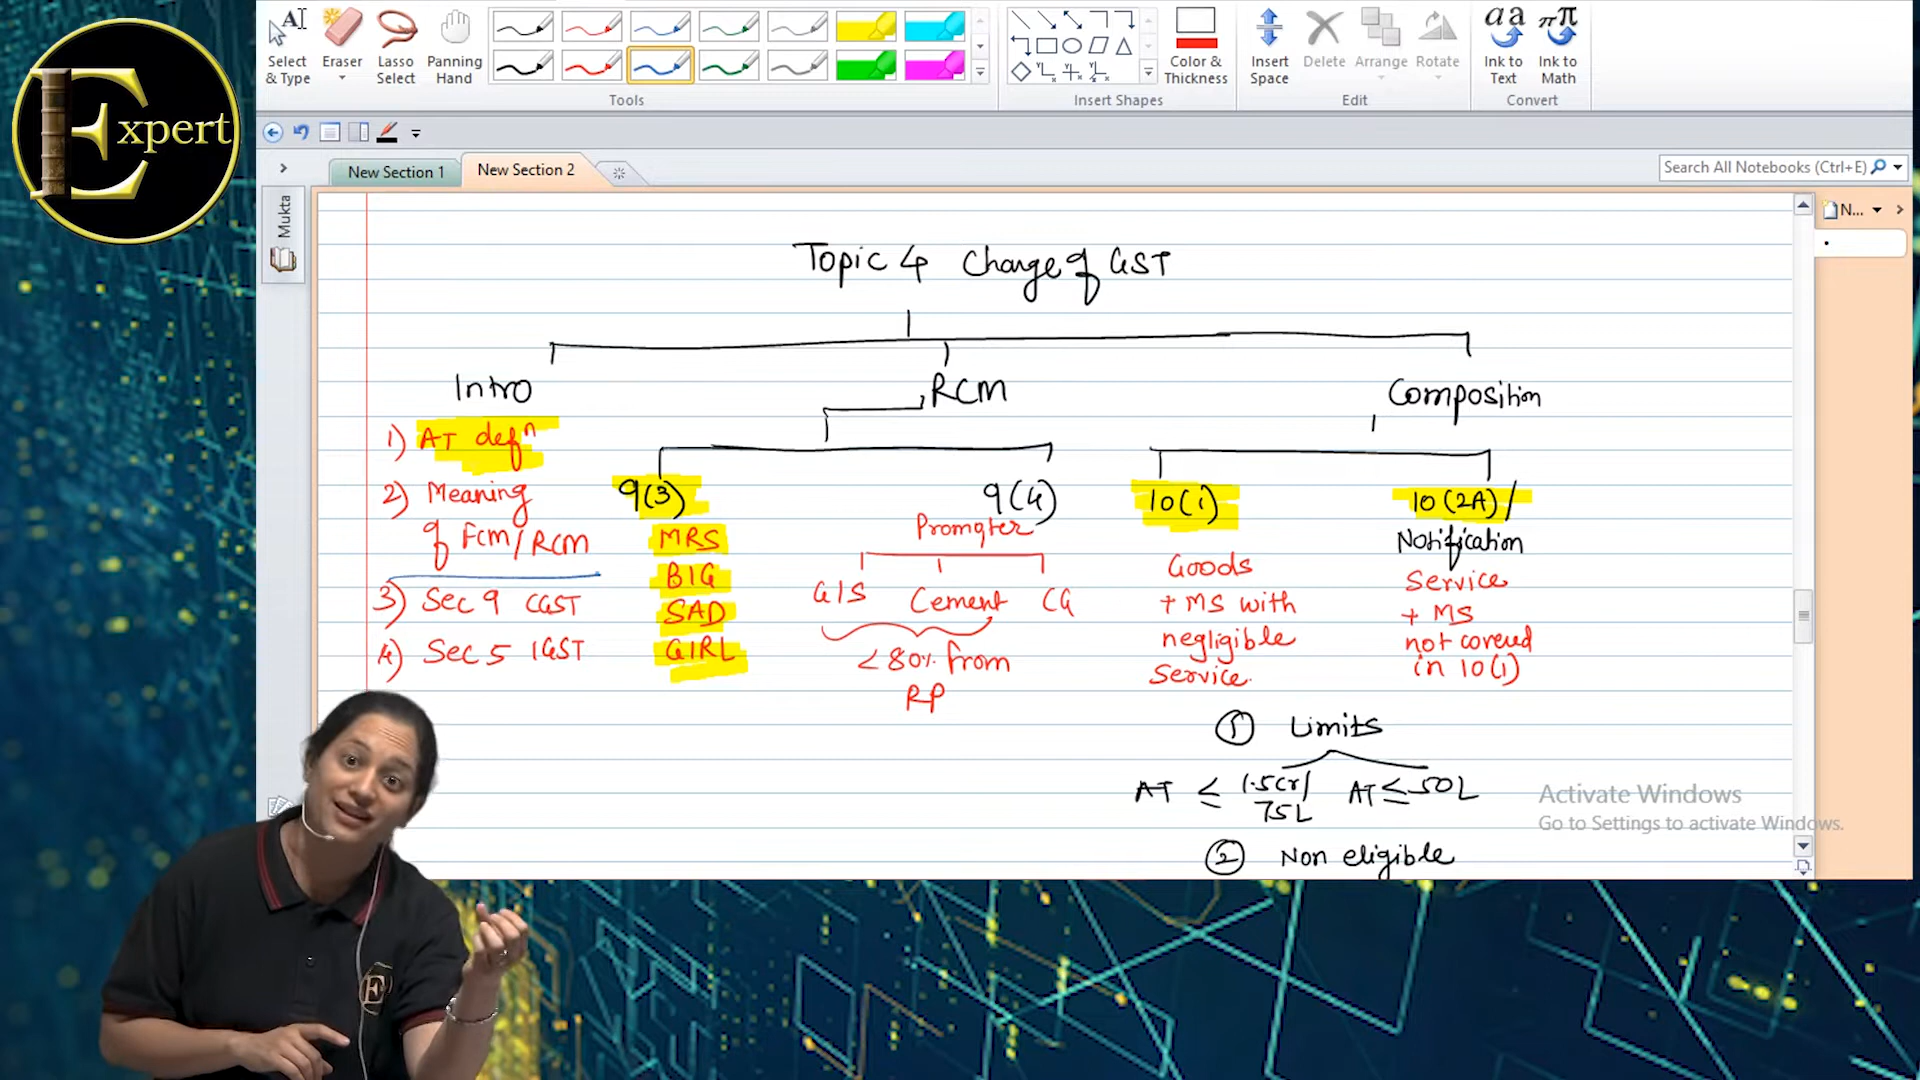 Expert
Select & Type
Eraser
Lasso Select
Panning Hand
Tools
Insert Shapes
Color & Thickness
Insert Space
Delete
Arrange
Rotate
Edit
Ink to Text
Ink to Math
Convert
New Section 1
New Section 2
Search All Notebooks (Ctrl+E)
Mukta
N...
Topic 4 Charge of GST
Intro
RCM
Composition
1) AT defn
2) Meaning
of FCM/RCM
3) Sec 9 CGST
4) Sec 5 IGST
9(3)
MRS
BIG
SAD
GIRL
9(4)
Promoter
G/S
Cement
CG
<80% from
RP
10(1)
Goods
+ MS with
negligible
Service.
10(2A)/
Notification
Service
+ MS
not covered
in 10(1)
① Limits
AT ≤ 1.5Cr/
75L
AT ≤ 50L
② Non eligible
Activate Windows
Go to Settings to activate Windows.
E